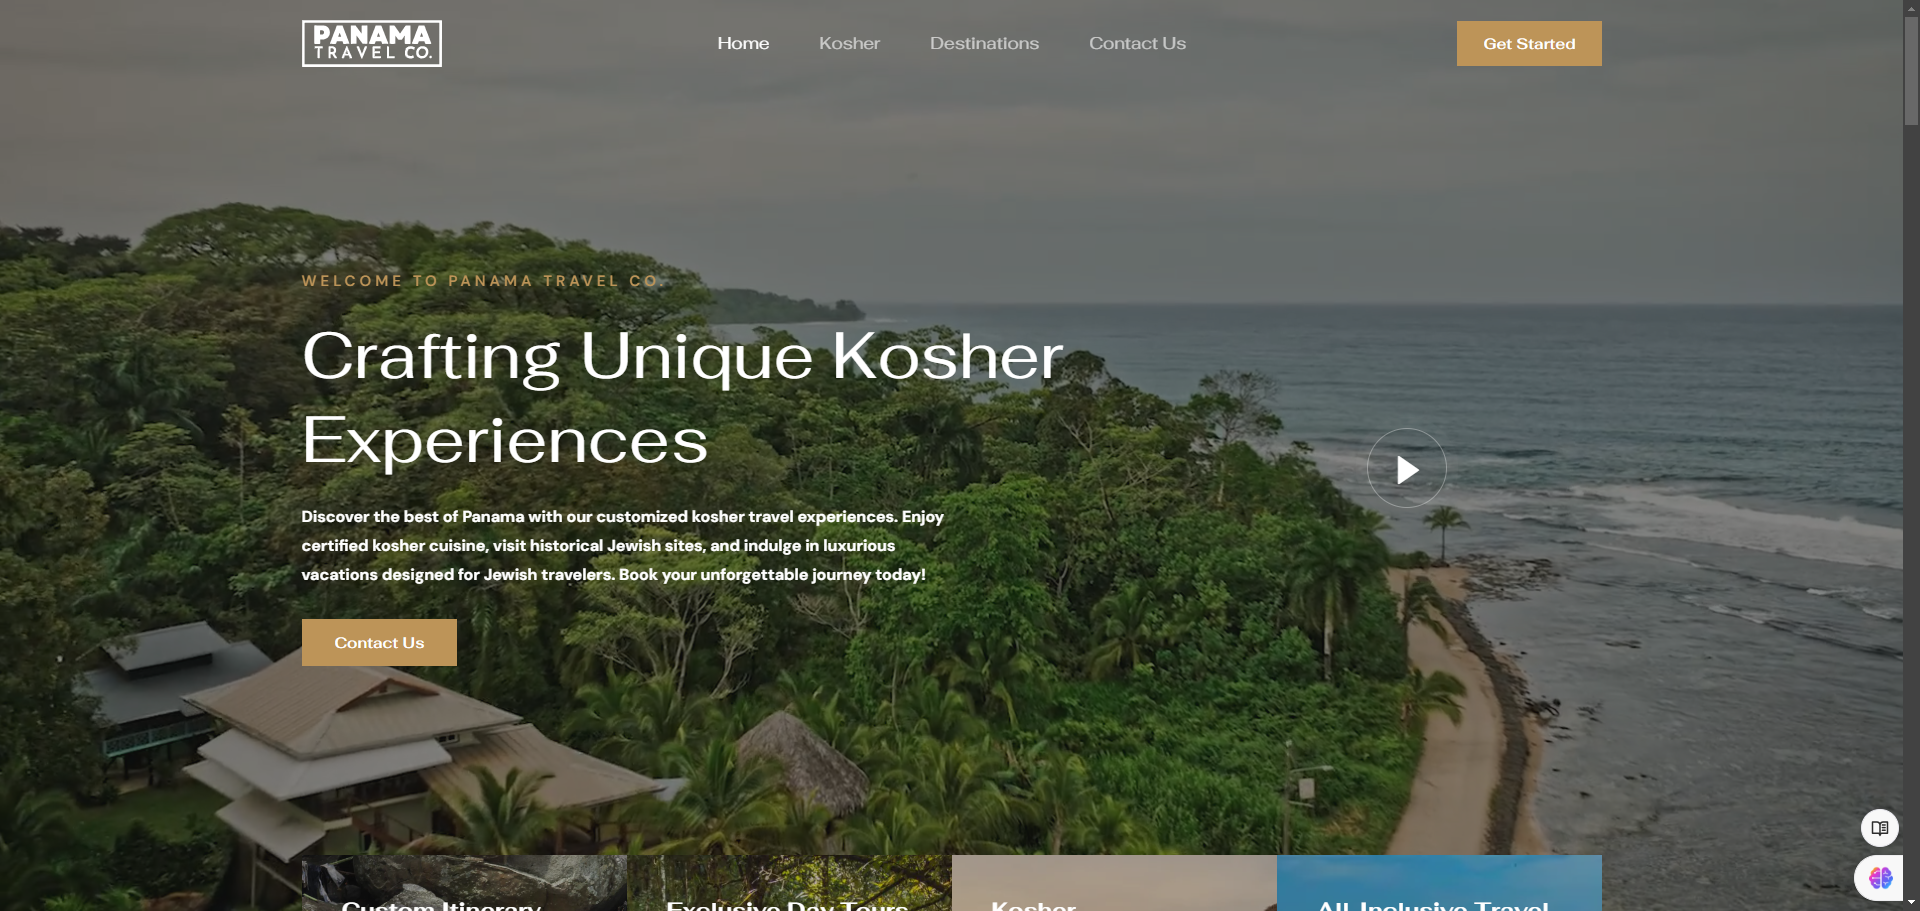 PANAMA
TRAVEL CO.
Home
Kosher
Destinations
Contact Us
Get Started
WELCOME TO PANAMA TRAVEL CO.
Crafting Unique Kosher
Experiences
Discover the best of Panama with our customized kosher travel experiences. Enjoy
certified kosher cuisine, visit historical Jewish sites, and indulge in luxurious
vacations designed for Jewish travelers. Book your unforgettable journey today!
Contact Us
Custom Itinerary
Exclusive Day Tours
Kosher
All-Inclusive Travel